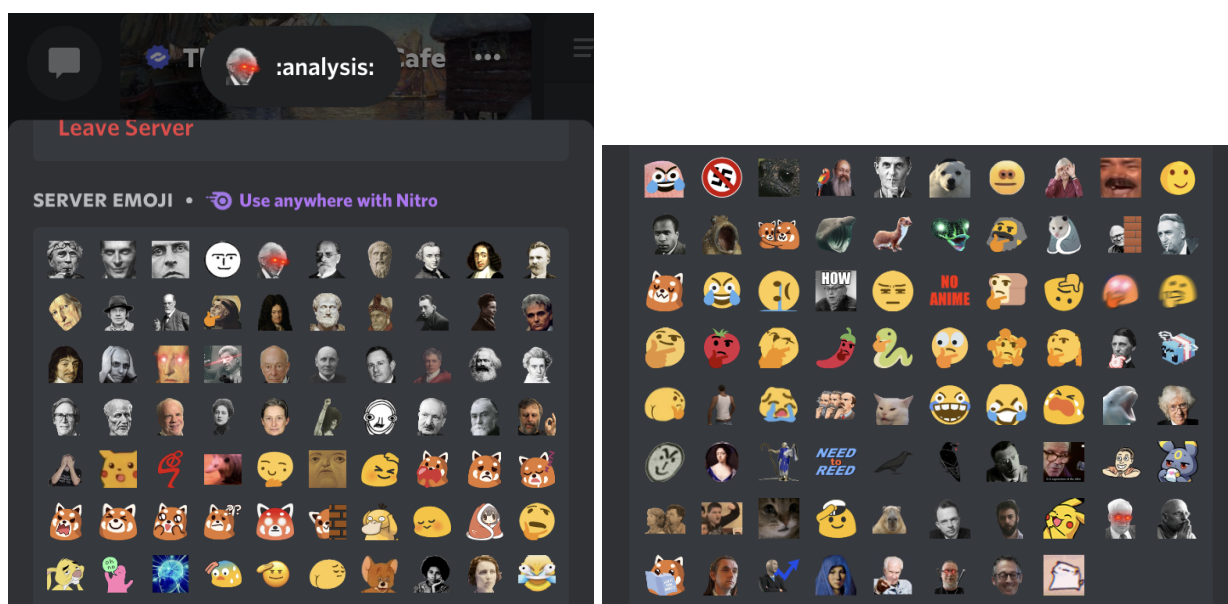 :analysis:
Cafe
Leave Server
SERVER EMOJI • Use anywhere with Nitro
HOW
NO
ANIME
NEED
to
REED